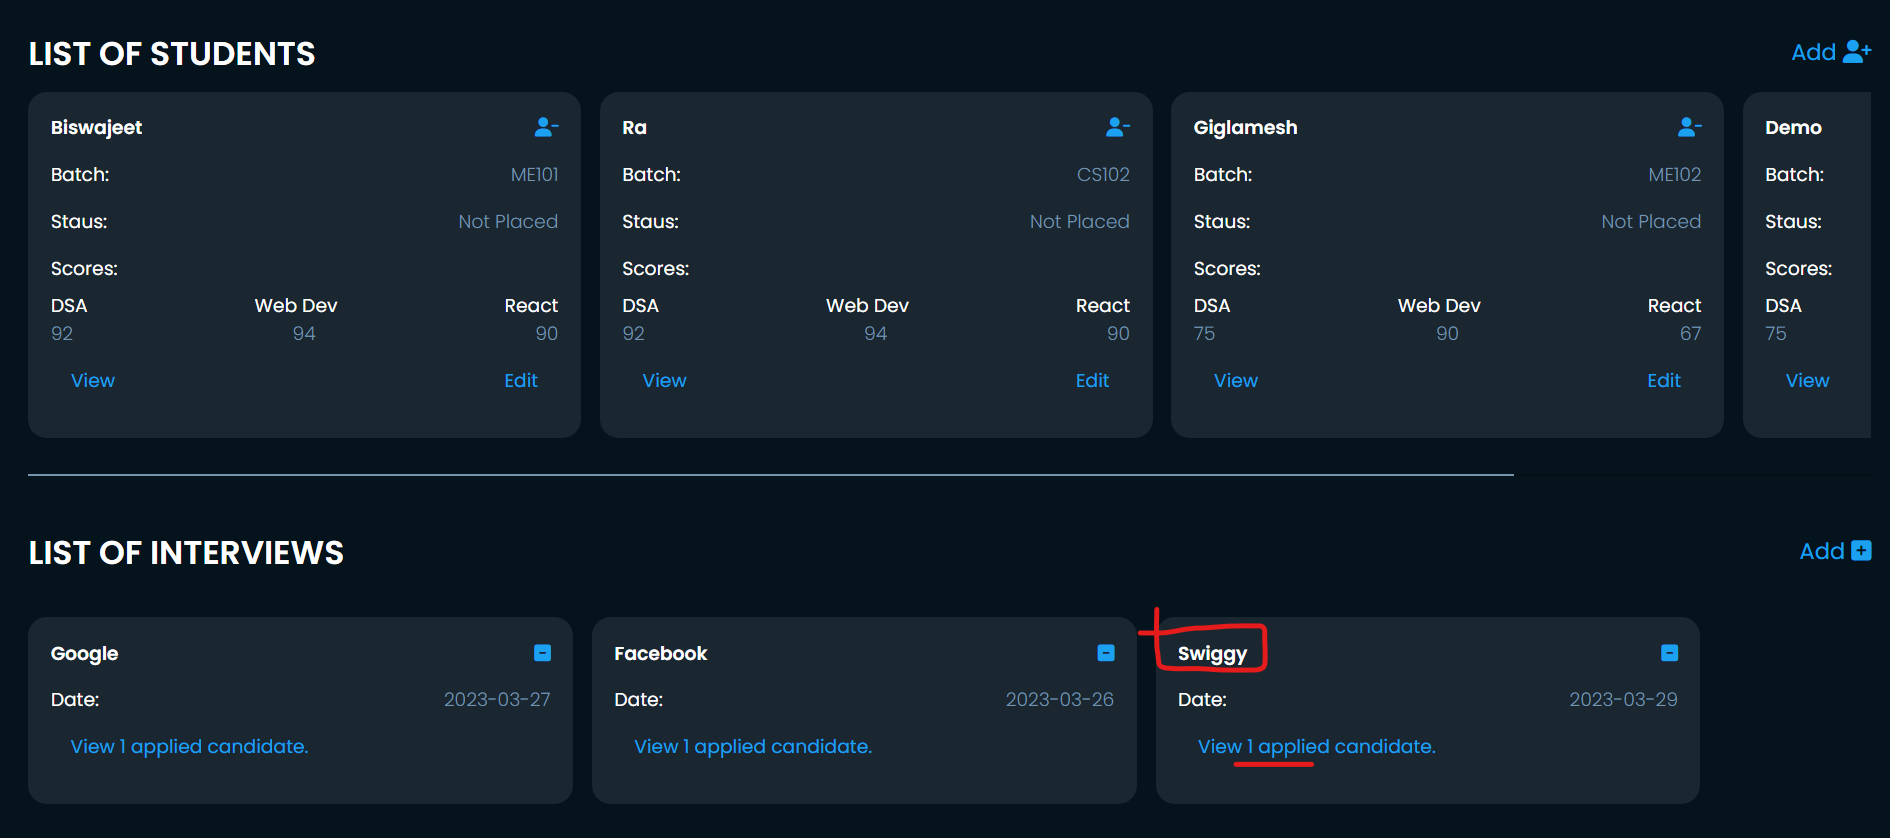 LIST OF STUDENTS
Add
Biswajeet
Batch: ME101
Staus: Not Placed
Scores:
DSA Web Dev React
92 94 90
View Edit
Ra
Batch: CS102
Staus: Not Placed
Scores:
DSA Web Dev React
92 94 90
View Edit
Giglamesh
Batch: ME102
Staus: Not Placed
Scores:
DSA Web Dev React
75 90 67
View Edit
Demo
Batch:
Staus:
Scores:
DSA
75
View
LIST OF INTERVIEWS
Add
Google
Date: 2023-03-27
View 1 applied candidate.
Facebook
Date: 2023-03-26
View 1 applied candidate.
Swiggy
Date: 2023-03-29
View 1 applied candidate.